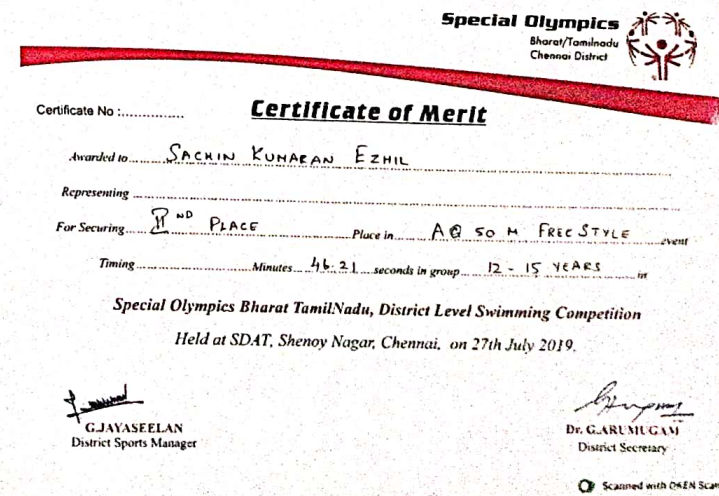 Special Olympics
Bharat/Tamilnadu
Chennai District
Certificate No :...............
Certificate of Merit
Awarded to ..... SACHIN KUMARAN EZHIL
Representing .....
For Securing ..... IIND PLACE ..... Place in ..... A@ 50 M FREE STYLE ..... event
Timing ..... Minutes ... 46.21 ... seconds in group ..... 12 - 15 YEARS ..... in
Special Olympics Bharat TamilNadu, District Level Swimming Competition
Held at SDAT, Shenoy Nagar, Chennai, on 27th July 2019.
G.JAYASEELAN
District Sports Manager
Dr. G.ARUMUGAM
District Secretary
Scanned with OKEN Scan